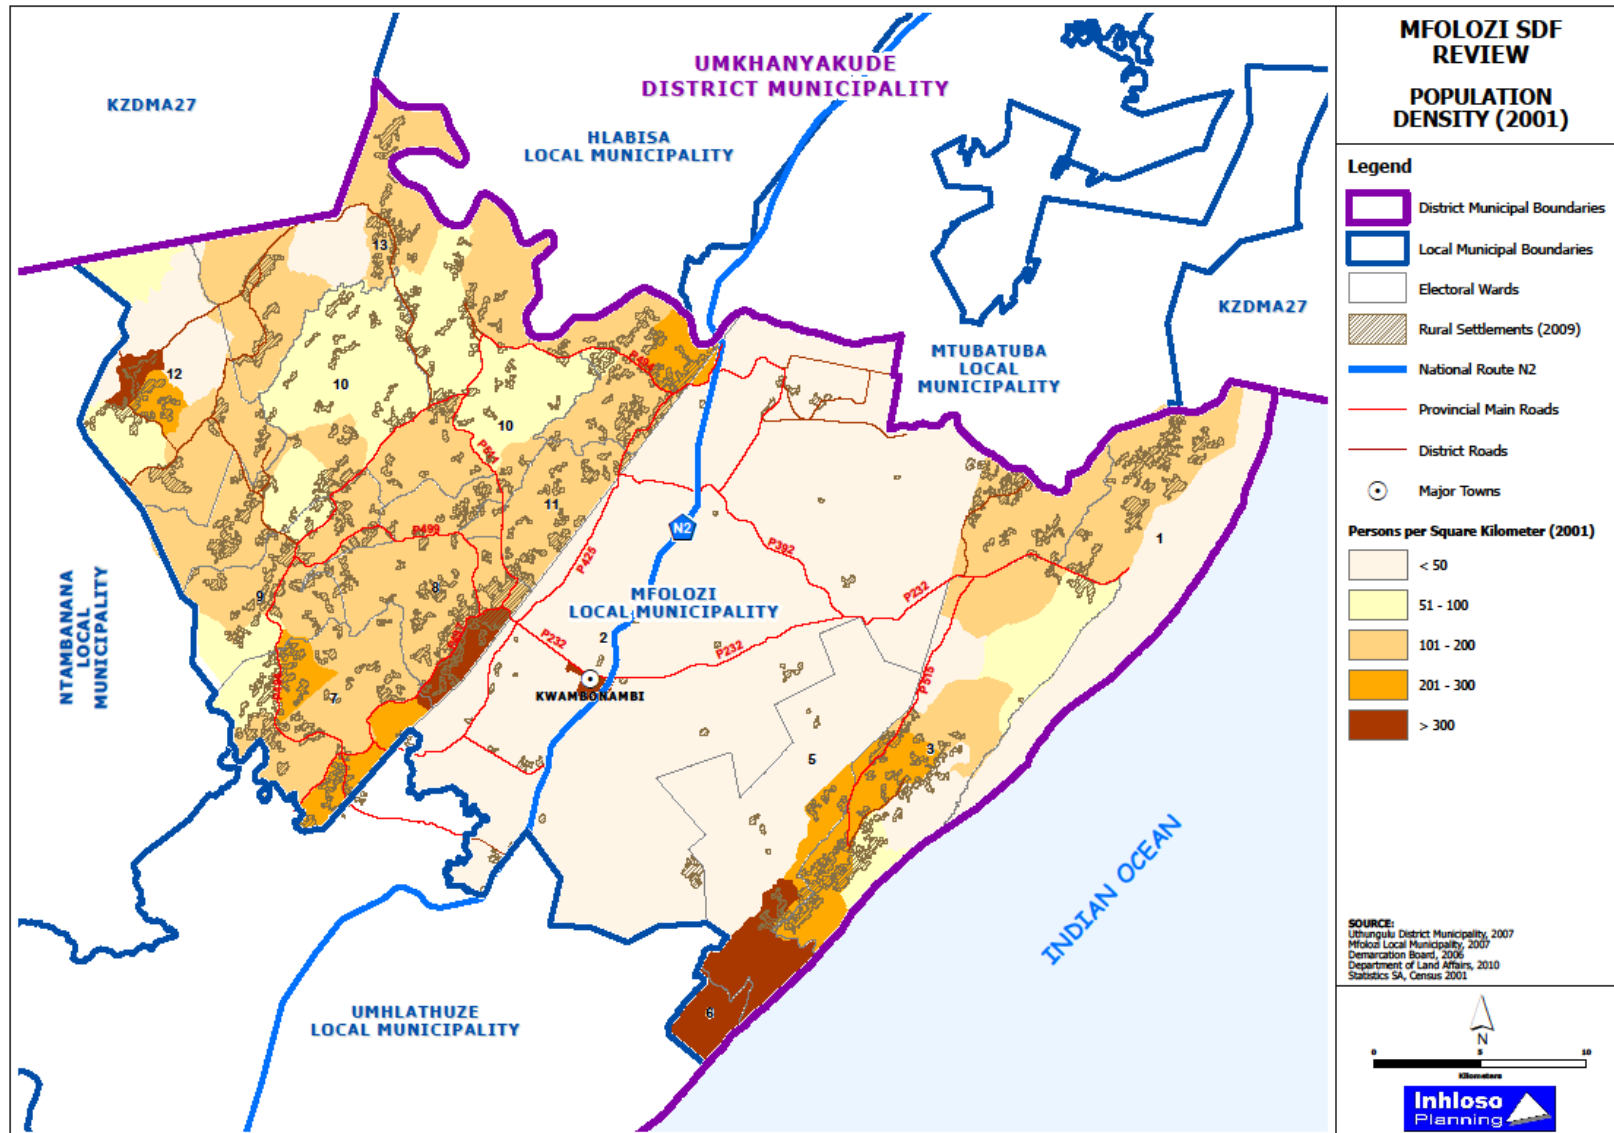 MFOLOZI SDF
REVIEW
POPULATION
DENSITY (2001)
Legend
District Municipal Boundaries
Local Municipal Boundaries
Electoral Wards
Rural Settlements (2009)
National Route N2
Provincial Main Roads
District Roads
Major Towns
Persons per Square Kilometer (2001)
< 50
51 - 100
101 - 200
201 - 300
> 300
SOURCE:
Uthungulu District Municipality, 2007
Mfolozi Local Municipality, 2007
Demarcation Board, 2006
Department of Land Affairs, 2010
Statistics SA, Census 2001
N
0 5 10
Kilometers
Inhloso
Planning
UMKHANYAKUDE
DISTRICT MUNICIPALITY
KZDMA27
HLABISA
LOCAL MUNICIPALITY
13
KZDMA27
MTUBATUBA
LOCAL
MUNICIPALITY
12
10
10
11
P499
P425
N2
P392
1
8
9
P232
MFOLOZI
LOCAL MUNICIPALITY
2
P232
P232
NTAMBANANA
LOCAL
MUNICIPALITY
KWAMBONAMBI
P515
7
5
3
INDIAN OCEAN
6
UMHLATHUZE
LOCAL MUNICIPALITY